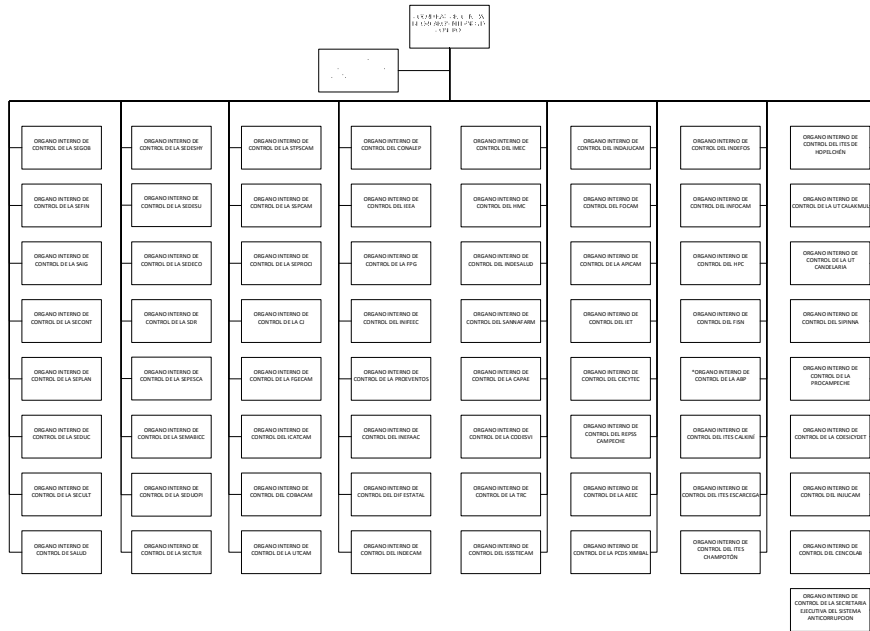 ORGANO INTERNO DE
CONTROL DE LA SEGOB
ORGANO INTERNO DE
CONTROL DE LA SEFIN
ORGANO INTERNO DE
CONTROL DE LA SAIG
ORGANO INTERNO DE
CONTROL DE LA SECONT
ORGANO INTERNO DE
CONTROL DE LA SEPLAN
ORGANO INTERNO DE
CONTROL DE LA SEDUC
ORGANO INTERNO DE
CONTROL DE LA SECULT
ORGANO INTERNO DE
CONTROL DE SALUD
ORGANO INTERNO DE
CONTROL DE LA SEDESHY
ORGANO INTERNO DE
CONTROL DE LA SEDESU
ORGANO INTERNO DE
CONTROL DE LA SEDECO
ORGANO INTERNO DE
CONTROL DE LA SDR
ORGANO INTERNO DE
CONTROL DE LA SEPESCA
ORGANO INTERNO DE
CONTROL DE LA SEMABICC
ORGANO INTERNO DE
CONTROL DE LA SEDUOPI
ORGANO INTERNO DE
CONTROL DE LA SECTUR
ORGANO INTERNO DE
CONTROL DE LA STPSCAM
ORGANO INTERNO DE
CONTROL DE LA SSPCAM
ORGANO INTERNO DE
CONTROL DE LA SEPROCI
ORGANO INTERNO DE
CONTROL DE LA CJ
ORGANO INTERNO DE
CONTROL DE LA FGECAM
ORGANO INTERNO DE
CONTROL DEL ICATCAM
ORGANO INTERNO DE
CONTROL DEL COBACAM
ORGANO INTERNO DE
CONTROL DE LA UTCAM
ORGANO INTERNO DE
CONTROL DEL CONALEP
ORGANO INTERNO DE
CONTROL DEL IEEA
ORGANO INTERNO DE
CONTROL DE LA FPG
ORGANO INTERNO DE
CONTROL DEL INIFEEC
ORGANO INTERNO DE
CONTROL DE LA PROEVENTOS
ORGANO INTERNO DE
CONTROL DEL INEFAAC
ORGANO INTERNO DE
CONTROL DEL DIF ESTATAL
ORGANO INTERNO DE
CONTROL DEL INDECAM
ORGANO INTERNO DE
CONTROL DEL IMEC
ORGANO INTERNO DE
CONTROL DEL HMC
ORGANO INTERNO DE
CONTROL DEL INDESALUD
ORGANO INTERNO DE
CONTROL DEL SANNAFARM
ORGANO INTERNO DE
CONTROL DE LA CAPAE
ORGANO INTERNO DE
CONTROL DE LA CODESVI
ORGANO INTERNO DE
CONTROL DE LA TRC
ORGANO INTERNO DE
CONTROL DEL ISSSTECAM
ORGANO INTERNO DE
CONTROL DEL INDAJUCAM
ORGANO INTERNO DE
CONTROL DEL FOCAM
ORGANO INTERNO DE
CONTROL DE LA APICAM
ORGANO INTERNO DE
CONTROL DEL IET
ORGANO INTERNO DE
CONTROL DEL CECYTEC
ORGANO INTERNO DE
CONTROL DEL REPSS
CAMPECHE
ORGANO INTERNO DE
CONTROL DE LA AEEC
ORGANO INTERNO DE
CONTROL DE LA PCDS XIMBAL
ORGANO INTERNO DE
CONTROL DEL INDEFOS
ORGANO INTERNO DE
CONTROL DEL INFOCAM
ORGANO INTERNO DE
CONTROL DEL HPC
ORGANO INTERNO DE
CONTROL DEL FISN
*ORGANO INTERNO DE
CONTROL DE LA ABP
ORGANO INTERNO DE
CONTROL DEL ITES CALKINÍ
ORGANO INTERNO DE
CONTROL DEL ITES ESCARCEGA
ORGANO INTERNO DE
CONTROL DEL ITES
CHAMPOTÓN
ORGANO INTERNO DE
CONTROL DEL ITES DE
HOPELCHÉN
ORGANO INTERNO DE
CONTROL DE LA UT CALAKMUL
ORGANO INTERNO DE
CONTROL DE LA UT
CANDELARIA
ORGANO INTERNO DE
CONTROL DEL SIPINNA
ORGANO INTERNO DE
CONTROL DE LA
PROCAMPECHE
ORGANO INTERNO DE
CONTROL DE LA COESICYDET
ORGANO INTERNO DE
CONTROL DEL INJUCAM
ORGANO INTERNO DE
CONTROL DEL CENCOLAB
ORGANO INTERNO DE
CONTROL DE LA SECRETARIA
EJECUTIVA DEL SISTEMA
ANTICORRUPCION